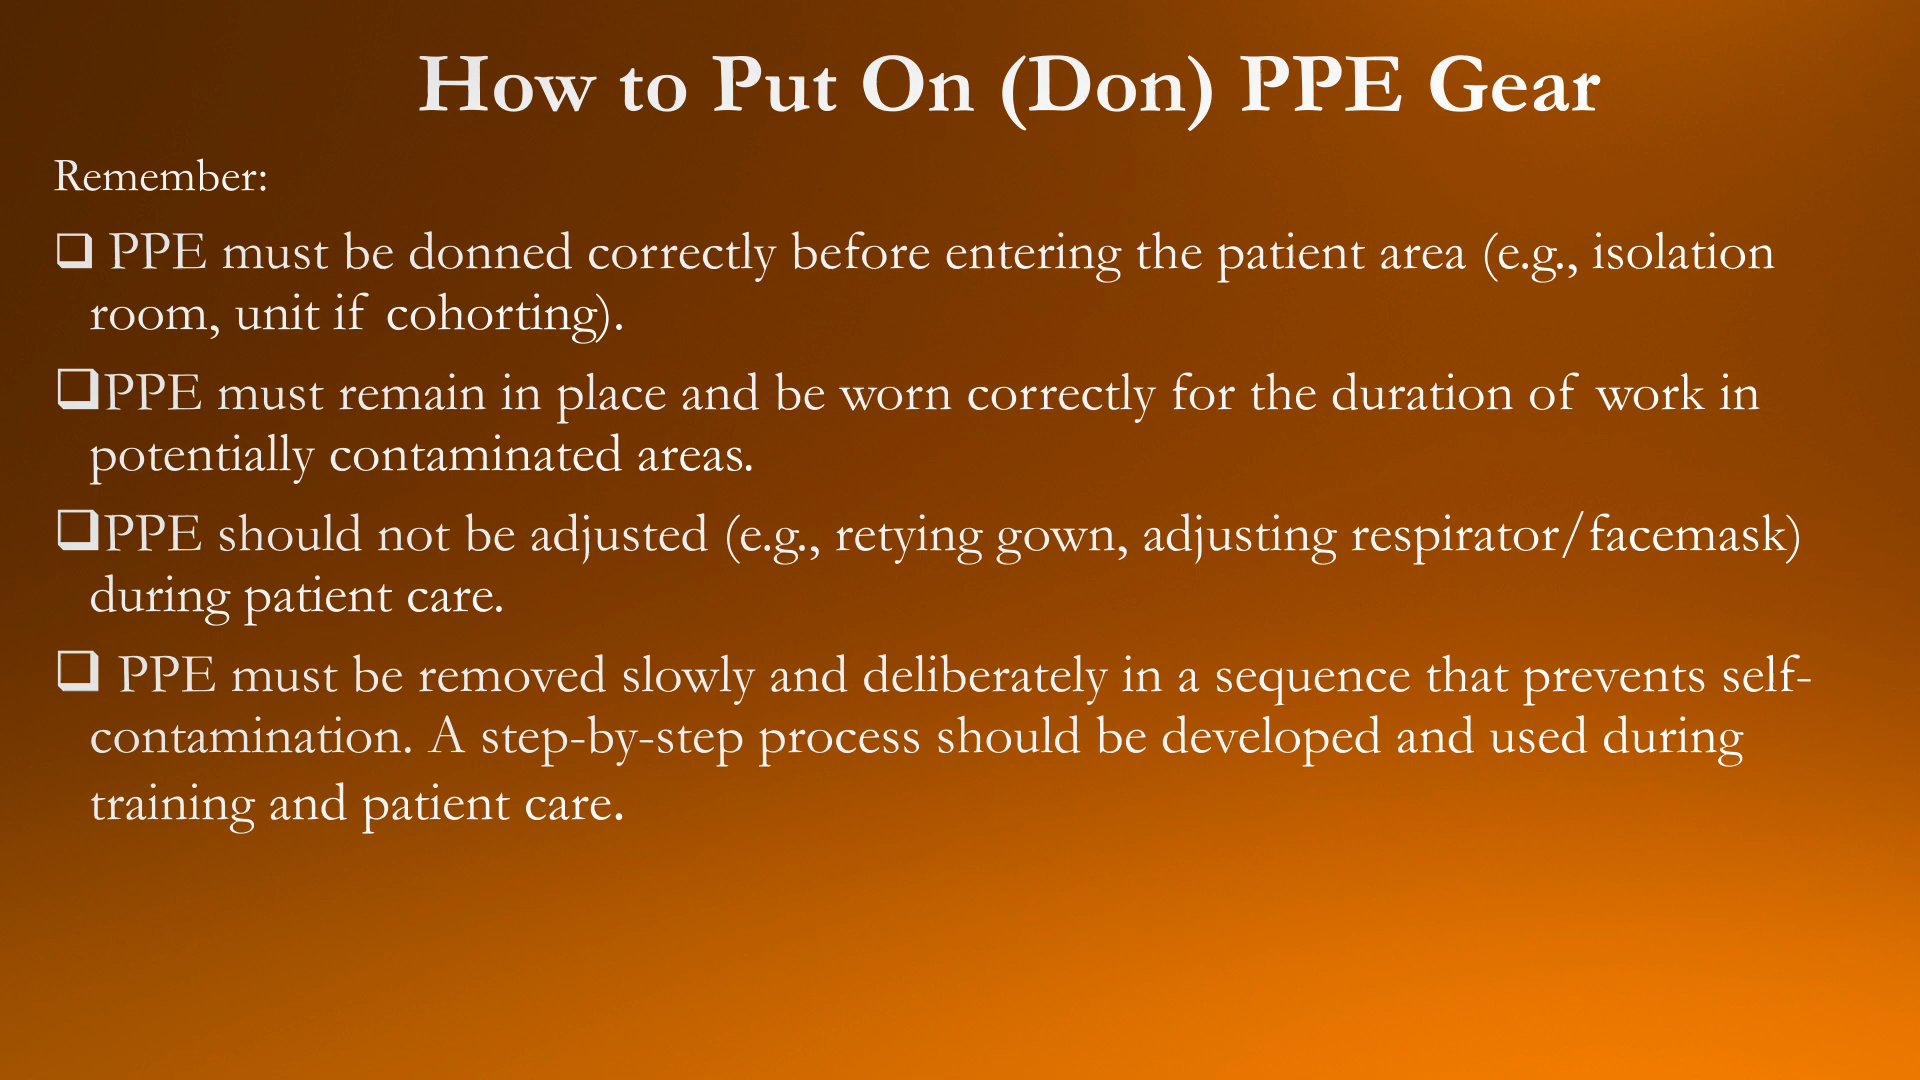 How to Put On (Don) PPE Gear
Remember:
❑ PPE must be donned correctly before entering the patient area (e.g., isolation
room, unit if cohorting).
❑PPE must remain in place and be worn correctly for the duration of work in
potentially contaminated areas.
❑PPE should not be adjusted (e.g., retying gown, adjusting respirator/facemask)
during patient care.
❑ PPE must be removed slowly and deliberately in a sequence that prevents self-
contamination. A step-by-step process should be developed and used during
training and patient care.